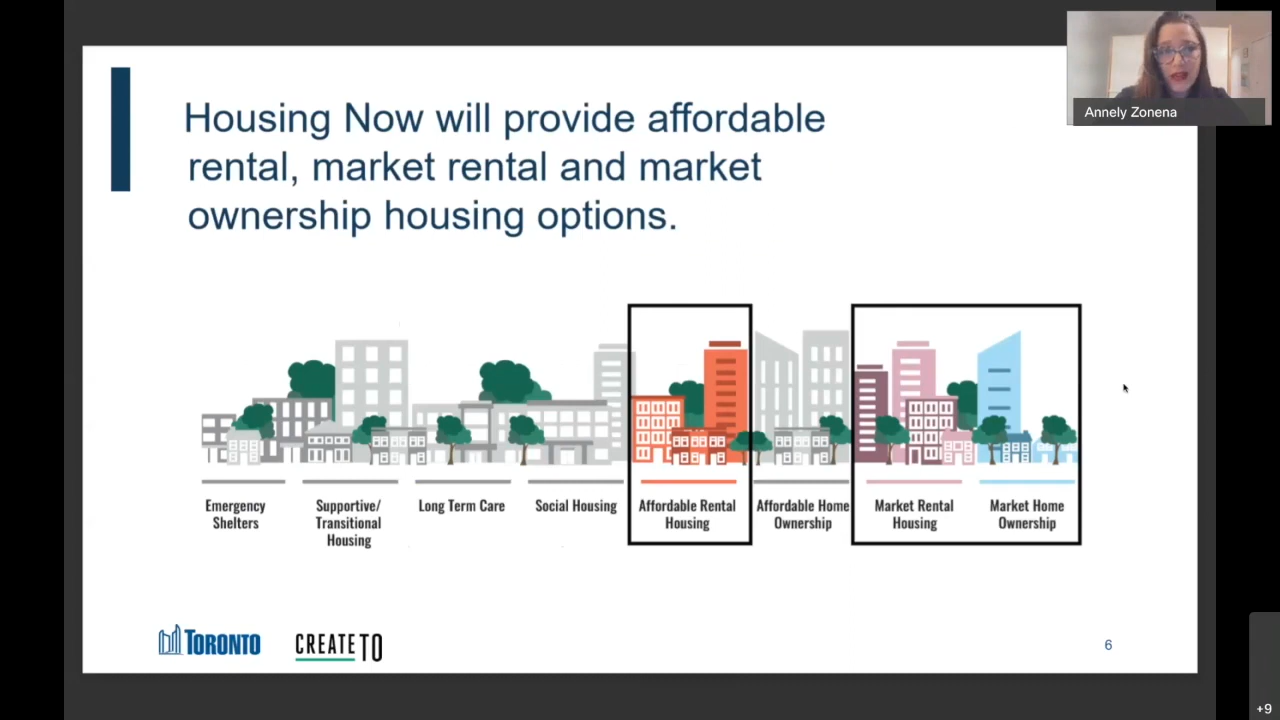 Annely Zonena
Housing Now will provide affordable
rental, market rental and market
ownership housing options.
Emergency
Shelters
Supportive/
Transitional
Housing
Long Term Care
Social Housing
Affordable Rental
Housing
Affordable Home
Ownership
Market Rental
Housing
Market Home
Ownership
TORONTO
CREATETO
6
+9